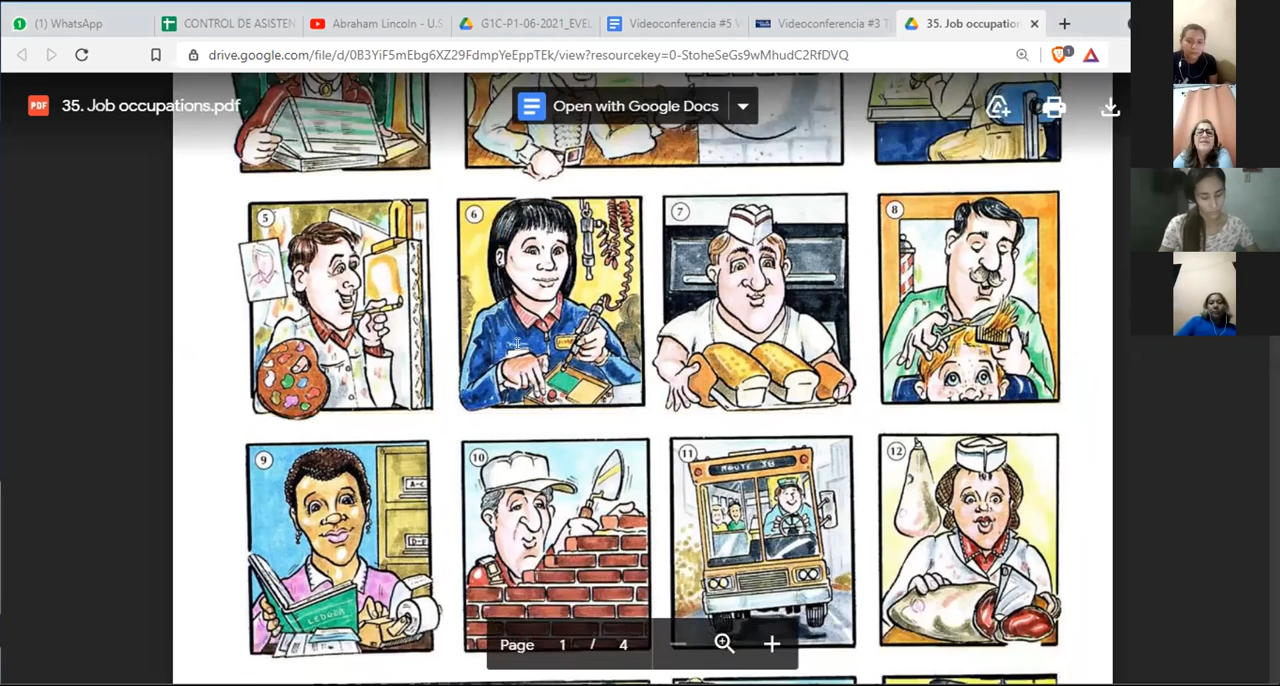 WhatsApp
CONTROL DE ASISTEN
Abraham Lincoln - U.S
G1C-P1-06-2021_EVEL
Videoconferencia #5 V
Videoconferencia #3 T
35. Job occupation
drive.google.com/file/d/0B3YiF5mEbg6XZ29FdmpYeEppTEk/view?resourcekey=0-StoheSeGs9wMhudC2RfDVQ
1
PDF
35. Job occupations.pdf
Open with Google Docs
5
6
7
8
9
10
11
12
A-C
LEDGER
Page 1 / 4